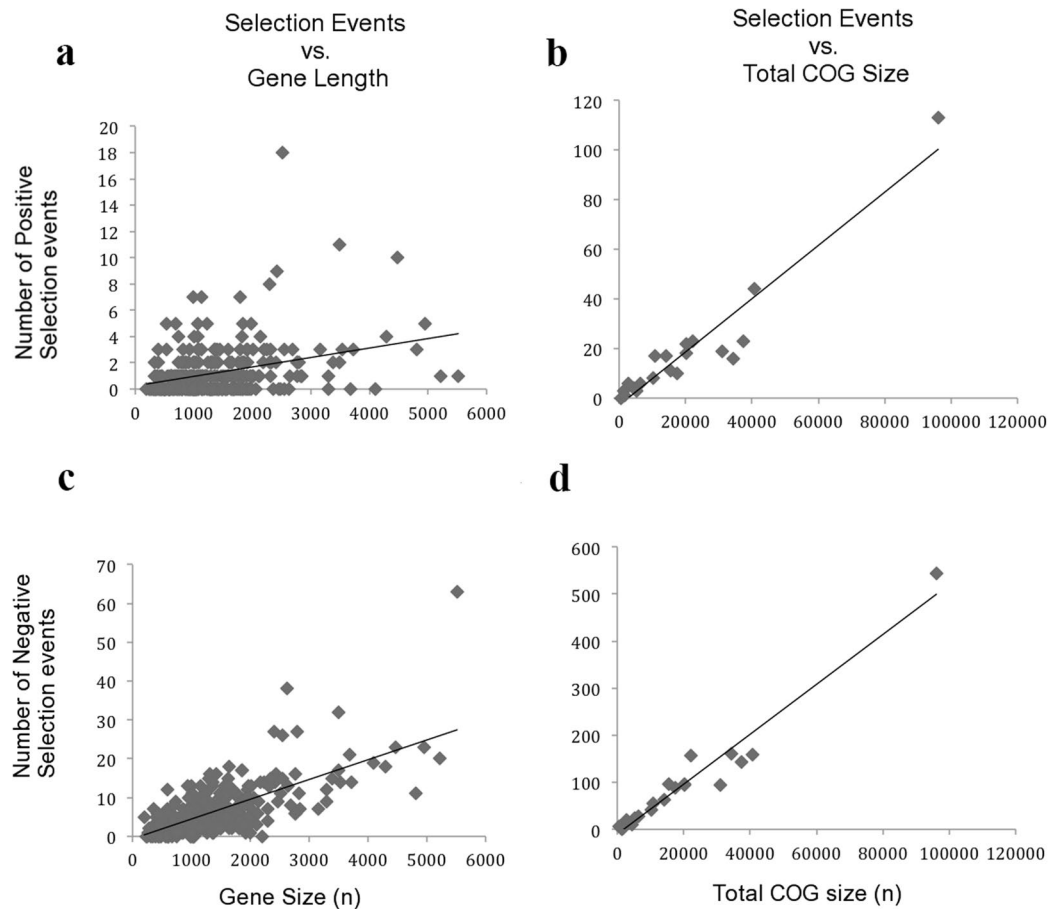 a
Selection Events
vs.
Gene Length
Number of Positive
Selection events
20
18
16
14
12
10
8
6
4
2
0
0 1000 2000 3000 4000 5000 6000
b
Selection Events
vs.
Total COG Size
120
100
80
60
40
20
0
0 20000 40000 60000 80000 100000 120000
c
Number of Negative
Selection events
70
60
50
40
30
20
10
0
0 1000 2000 3000 4000 5000 6000
Gene Size (n)
d
600
500
400
300
200
100
0
0 20000 40000 60000 80000 100000 120000
Total COG size (n)